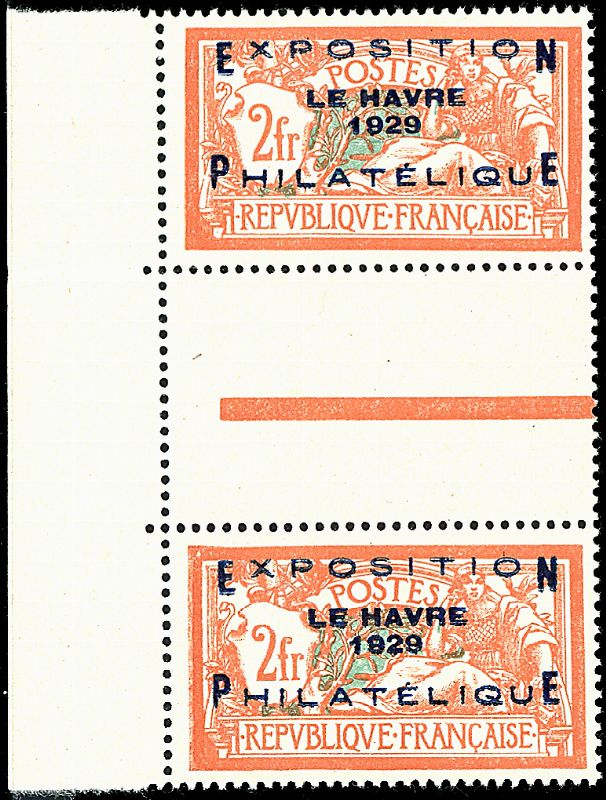 EXPOSITION
POSTES
LE HAVRE
2fr
1929
PHILATÉLIQUE
·REPVBLIQVE·FRANÇAISE·
EXPOSITION
POSTES
LE HAVRE
2fr
1929
PHILATÉLIQUE
·REPVBLIQVE·FRANÇAISE·